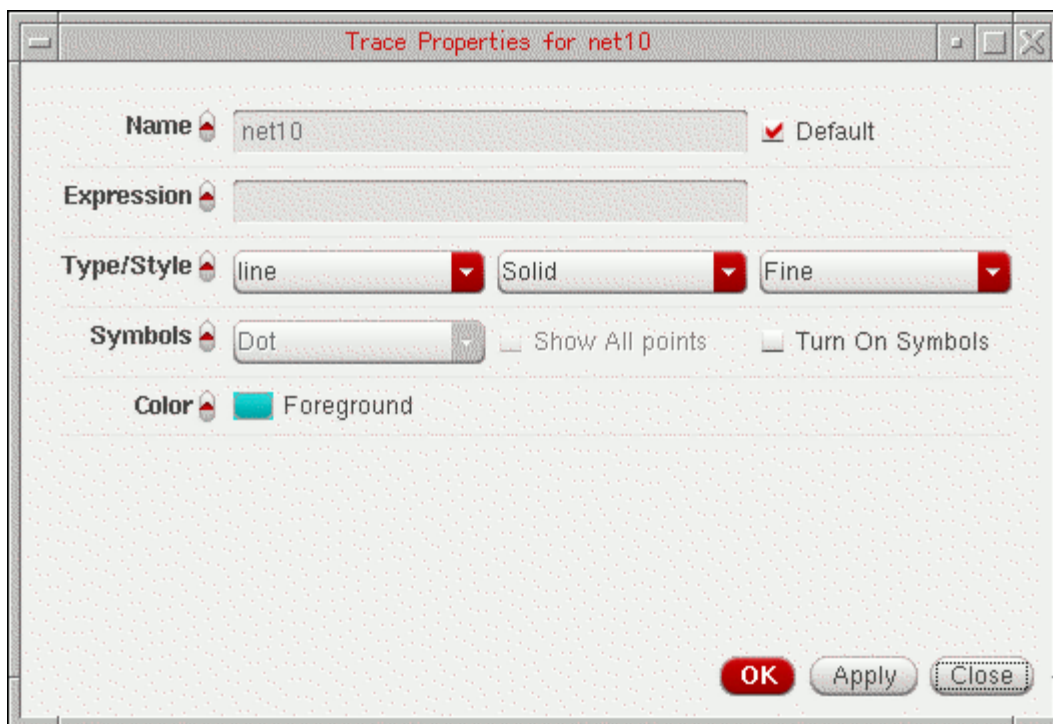 Trace Properties for net10
Name net10 Default
Expression
Type/Style line Solid Fine
Symbols Dot Show All points Turn On Symbols
Color Foreground
OK Apply Close